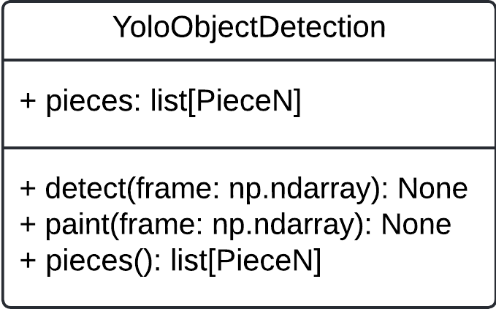 YoloObjectDetection
+ pieces: list[PieceN]
+ detect(frame: np.ndarray): None
+ paint(frame: np.ndarray): None
+ pieces(): list[PieceN]